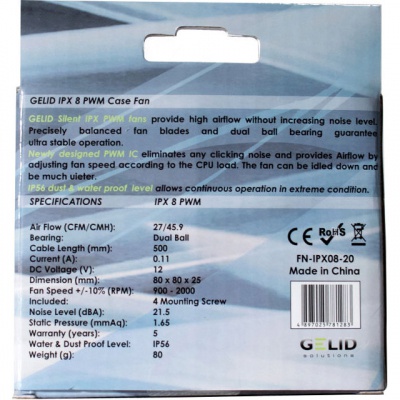 GELID IPX 8 PWM Case Fan
GELID Silent IPX PWM fans provide high airflow without increasing noise level.
Precisely balanced fan blades and dual ball bearing guarantee
ultra stable operation.
Newly designed PWM IC eliminates any clicking noise and provides Airflow by
adjusting fan speed according to the CPU load. The fan can be idled down and
be much uieter.
IP56 dust & water proof level allows continuous operation in extreme condition.
SPECIFICATIONS IPX 8 PWM
Air Flow (CFM/CMH): 27/45.9
Bearing: Dual Ball
Cable Length (mm): 500
Current (A): 0.11
DC Voltage (V): 12
Dimension (mm): 80 x 80 x 25
Fan Speed +/-10% (RPM): 900 - 2000
Included: 4 Mounting Screw
Noise Level (dBA): 21.5
Static Pressure (mmAq): 1.65
Warranty (years): 5
Water & Dust Proof Level: IP56
Weight (g): 80
CE RoHS
FN-IPX08-20
Made in China
4 897025 781283
GELID
solutions